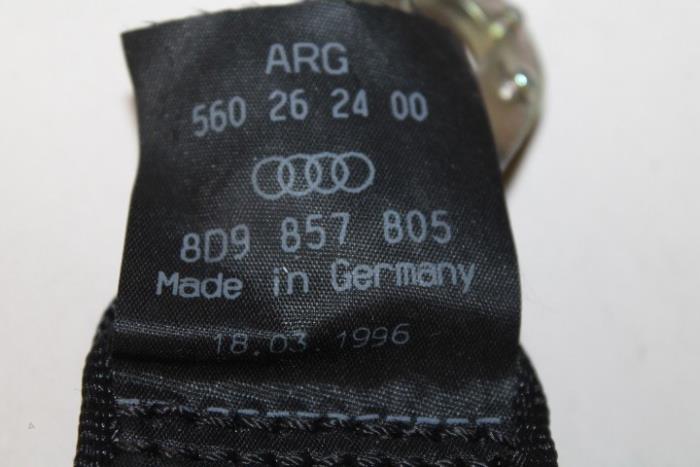 ARG
560 26 24 00
8D9 857 805
Made in Germany
18.03.1996